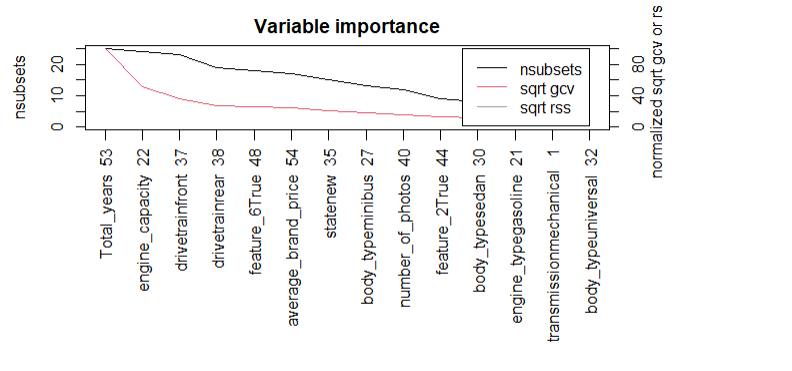 Variable importance
nsubsets
0 10 20
nsubsets
sqrt gcv
sqrt rss
0 40 80
normalized sqrt gcv or rs
Total_years 53
engine_capacity 22
drivetrainfront 37
drivetrainrear 38
feature_6True 48
average_brand_price 54
statenew 35
body_typeminibus 27
number_of_photos 40
feature_2True 44
body_typesedan 30
engine_typegasoline 21
transmissionmechanical 1
body_typeuniversal 32